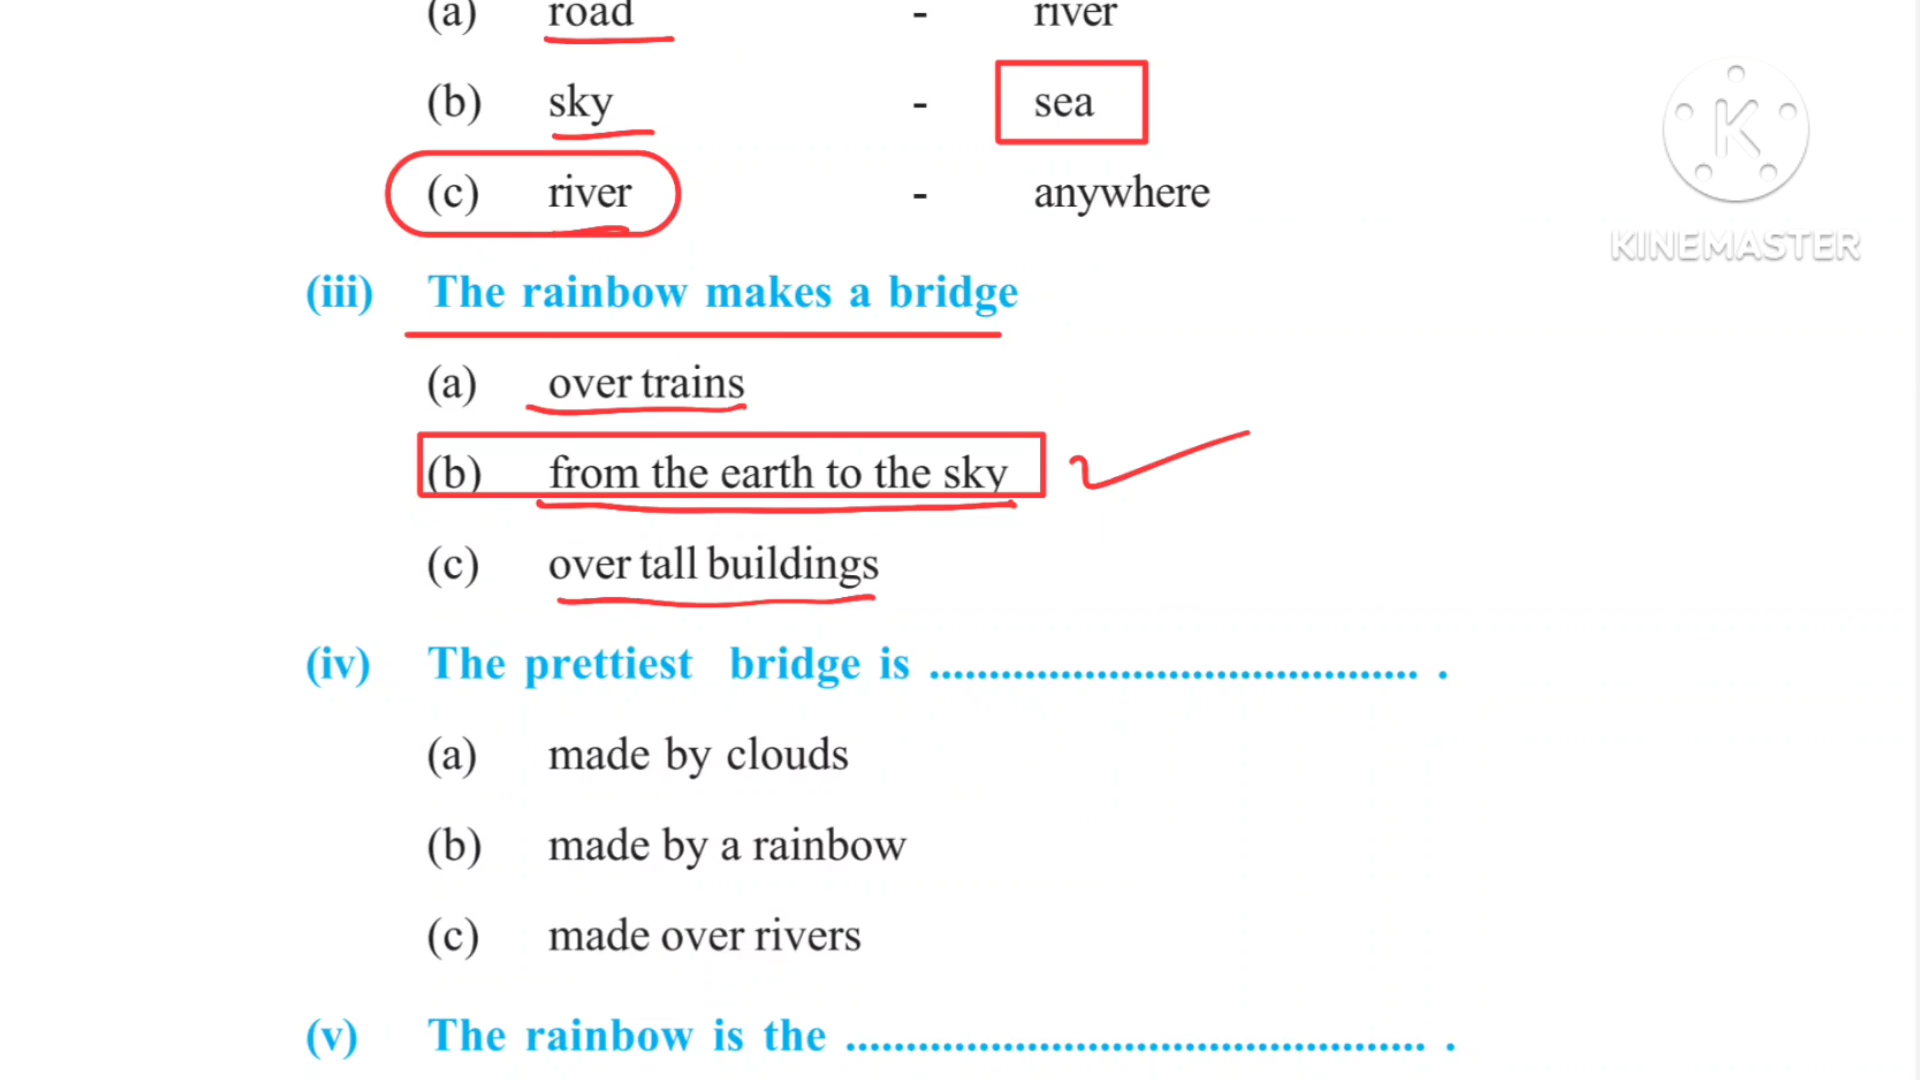 (a) road - river
(b) sky - sea
(c) river - anywhere
(iii) The rainbow makes a bridge
(a) over trains
(b) from the earth to the sky
(c) over tall buildings
(iv) The prettiest bridge is ......................................... .
(a) made by clouds
(b) made by a rainbow
(c) made over rivers
(v) The rainbow is the ................................................ .
K
KINEMASTER